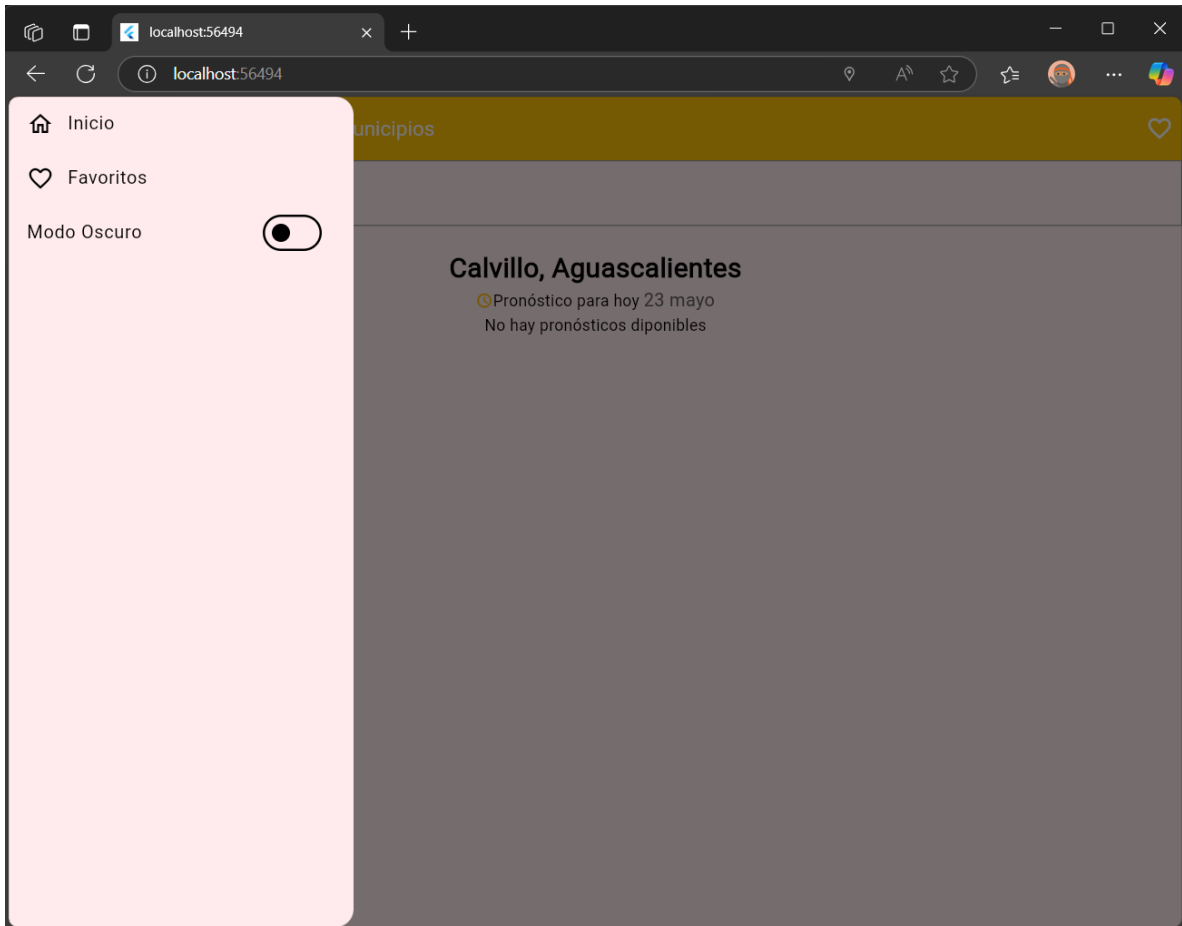 localhost:56494
localhost:56494
Inicio
unicipios
Favoritos
Modo Oscuro
Calvillo, Aguascalientes
Pronóstico para hoy 23 mayo
No hay pronósticos diponibles